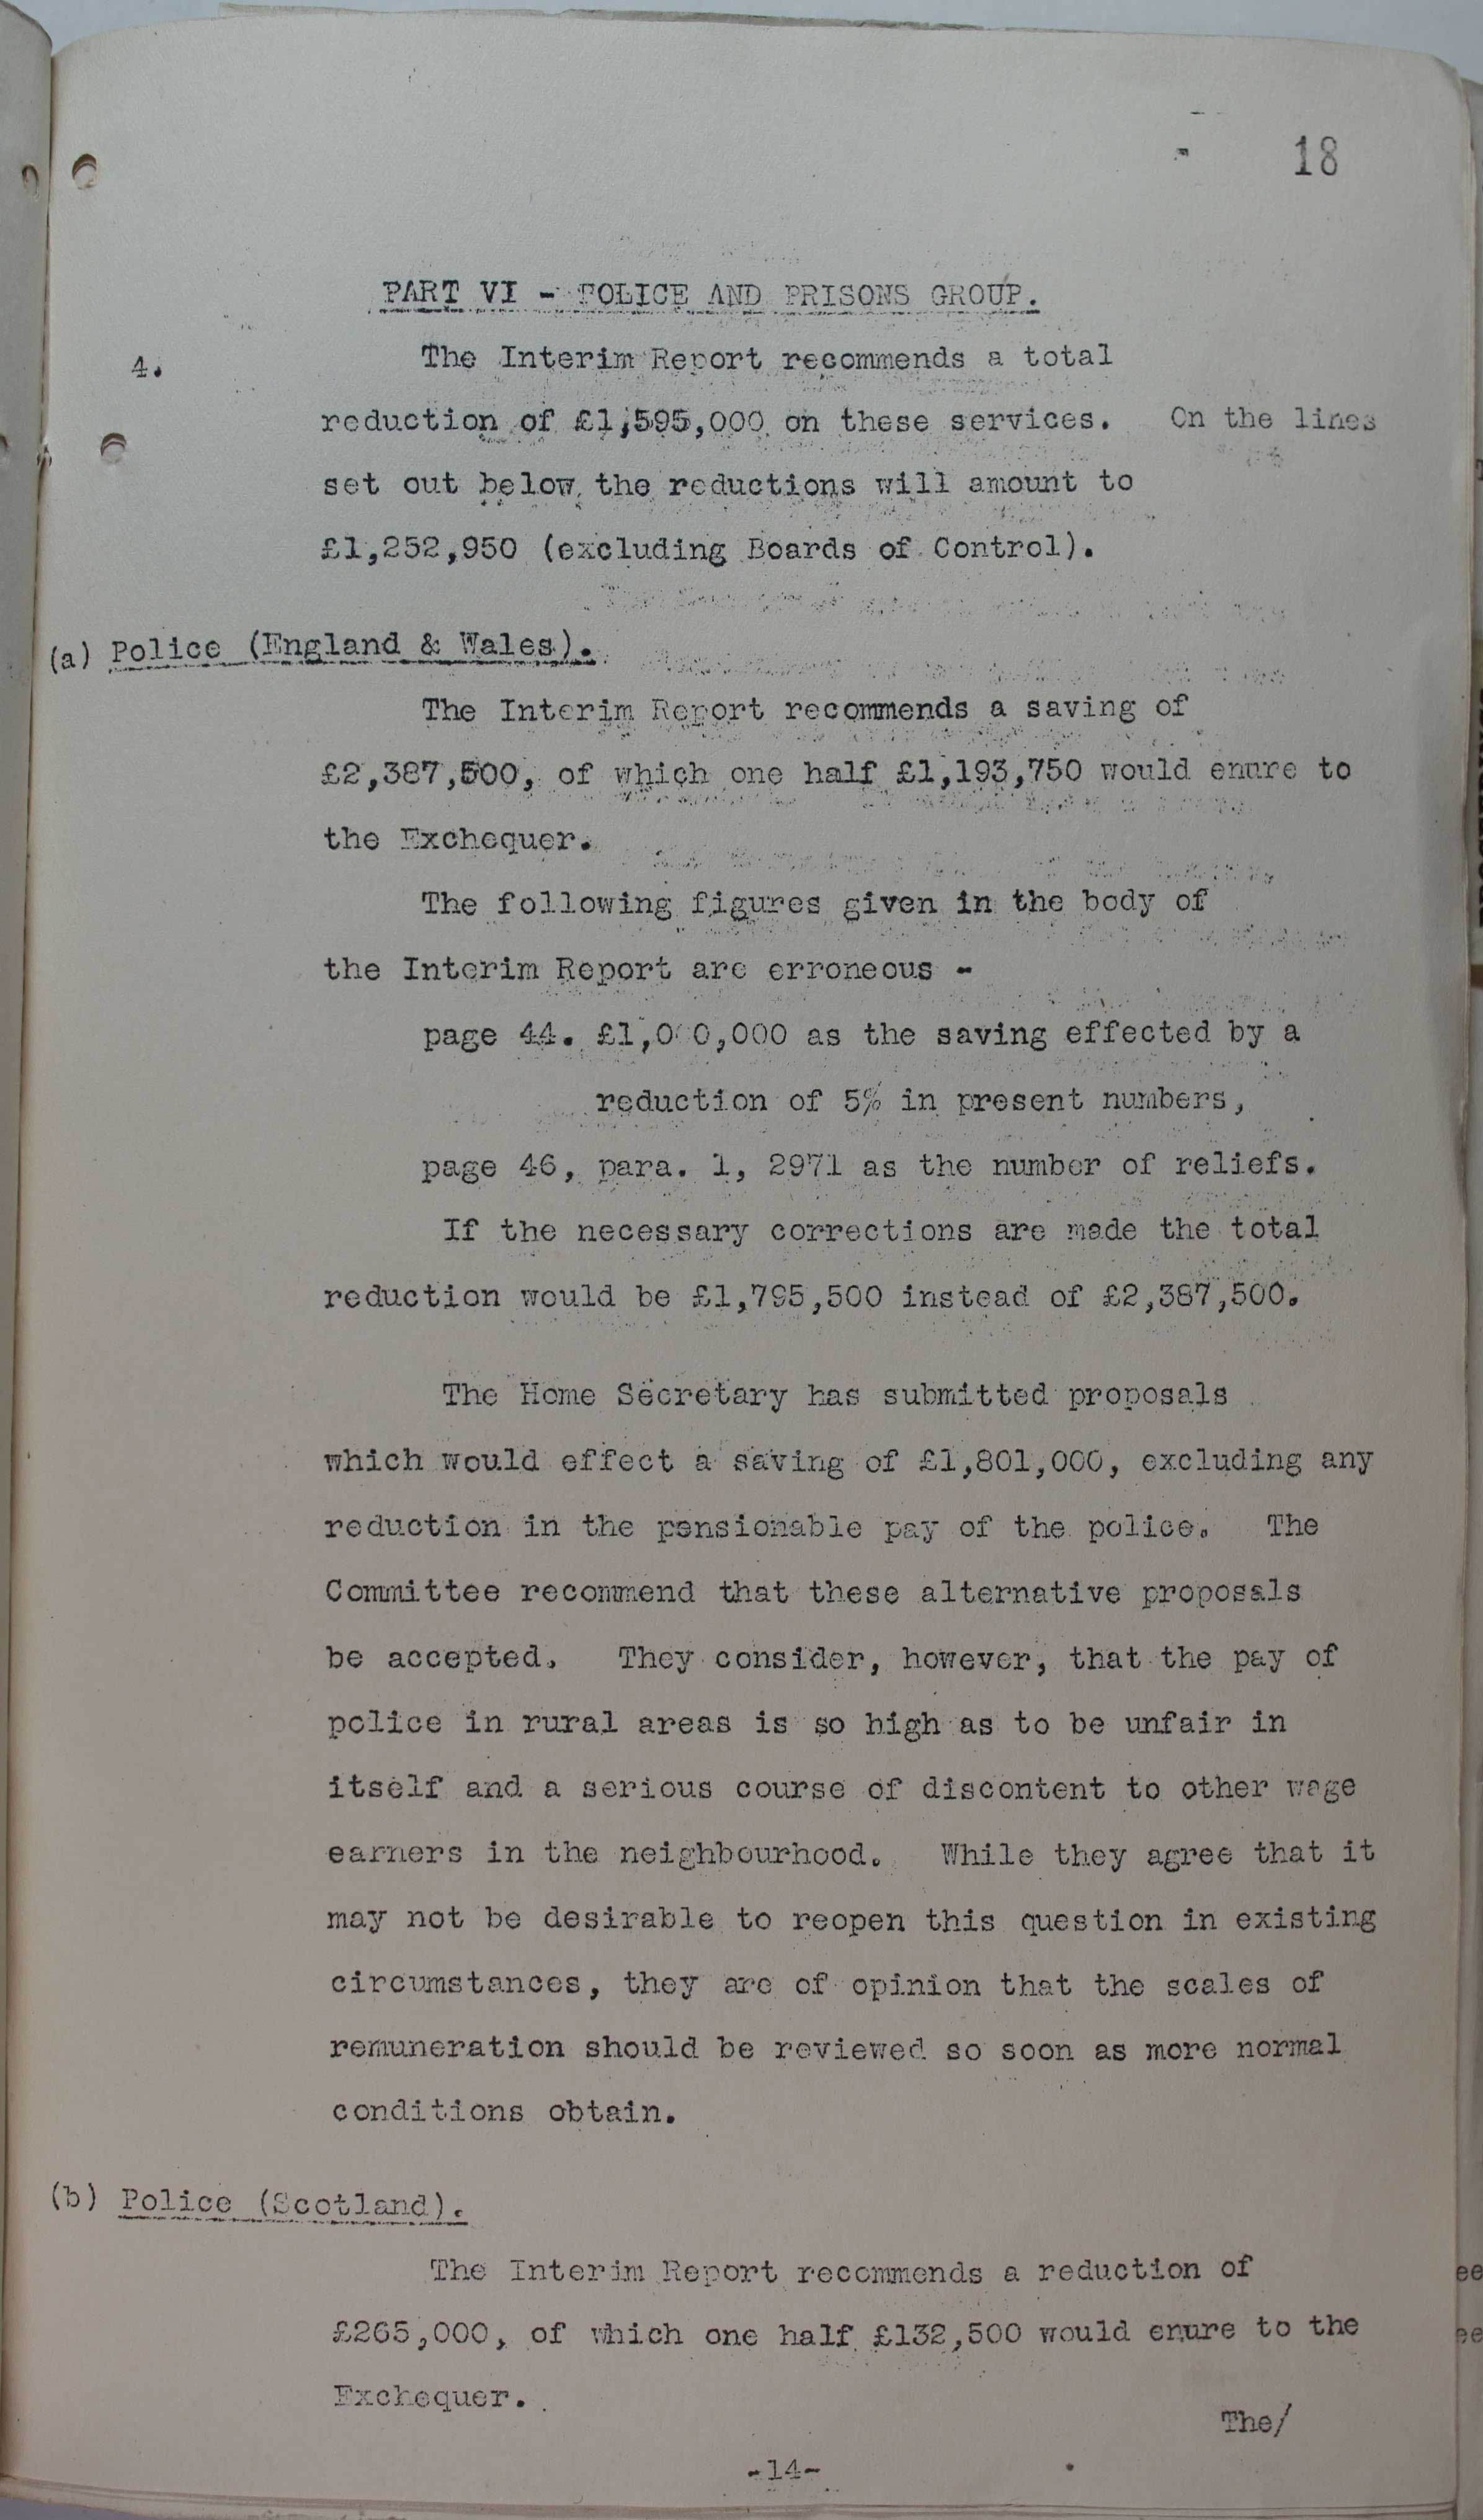 18
PART VI - POLICE AND PRISONS GROUP.
4. The Interim Report recommends a total
reduction of £1,595,000 on these services. On the lines
set out below the reductions will amount to
£1,252,950 (excluding Boards of Control).
(a) Police (England & Wales).
The Interim Report recommends a saving of
£2,387,500, of which one half £1,193,750 would enure to
the Exchequer.
The following figures given in the body of
the Interim Report are erroneous -
page 44. £1,000,000 as the saving effected by a
reduction of 5% in present numbers,
page 46, para. 1, 2971 as the number of reliefs.
If the necessary corrections are made the total
reduction would be £1,795,500 instead of £2,387,500.
The Home Secretary has submitted proposals
which would effect a saving of £1,801,000, excluding any
reduction in the pensionable pay of the police. The
Committee recommend that these alternative proposals
be accepted. They consider, however, that the pay of
police in rural areas is so high as to be unfair in
itself and a serious course of discontent to other wage
earners in the neighbourhood. While they agree that it
may not be desirable to reopen this question in existing
circumstances, they are of opinion that the scales of
remuneration should be reviewed so soon as more normal
conditions obtain.
(b) Police (Scotland).
The Interim Report recommends a reduction of
£265,000, of which one half £132,500 would enure to the
Exchequer.
The/
-14-
ee
ee